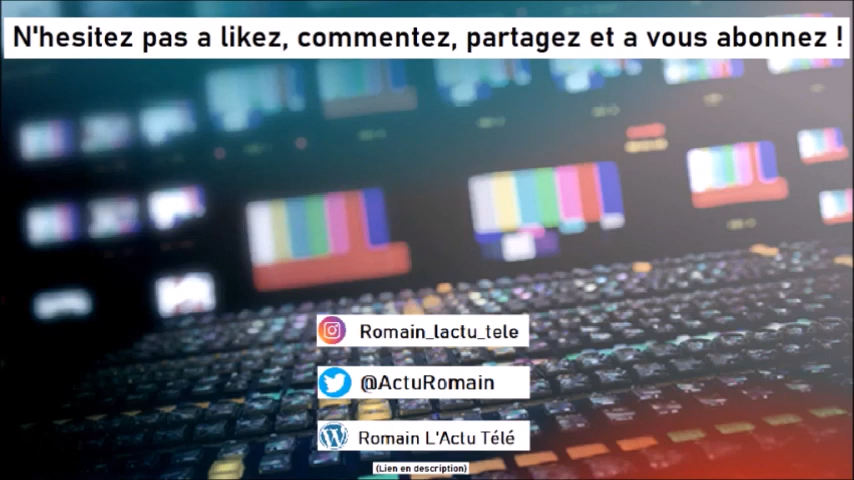 N'hesitez pas a likez, commentez, partagez et a vous abonnez !
Romain_lactu_tele
@ActuRomain
Romain L'Actu Télé
(Lien en description)